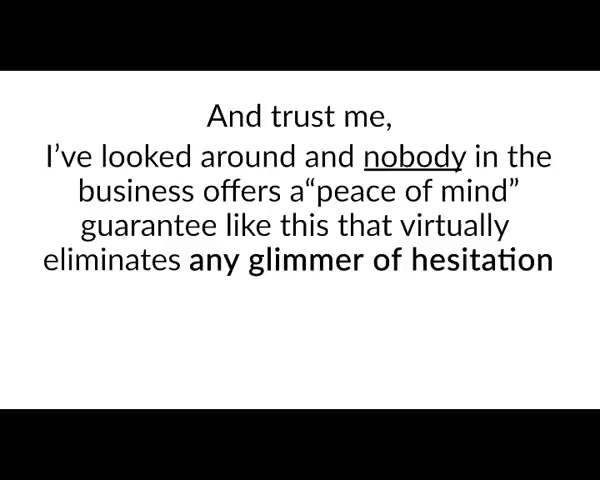 And trust me,
I’ve looked around and nobody in the
business offers a“peace of mind”
guarantee like this that virtually
eliminates any glimmer of hesitation